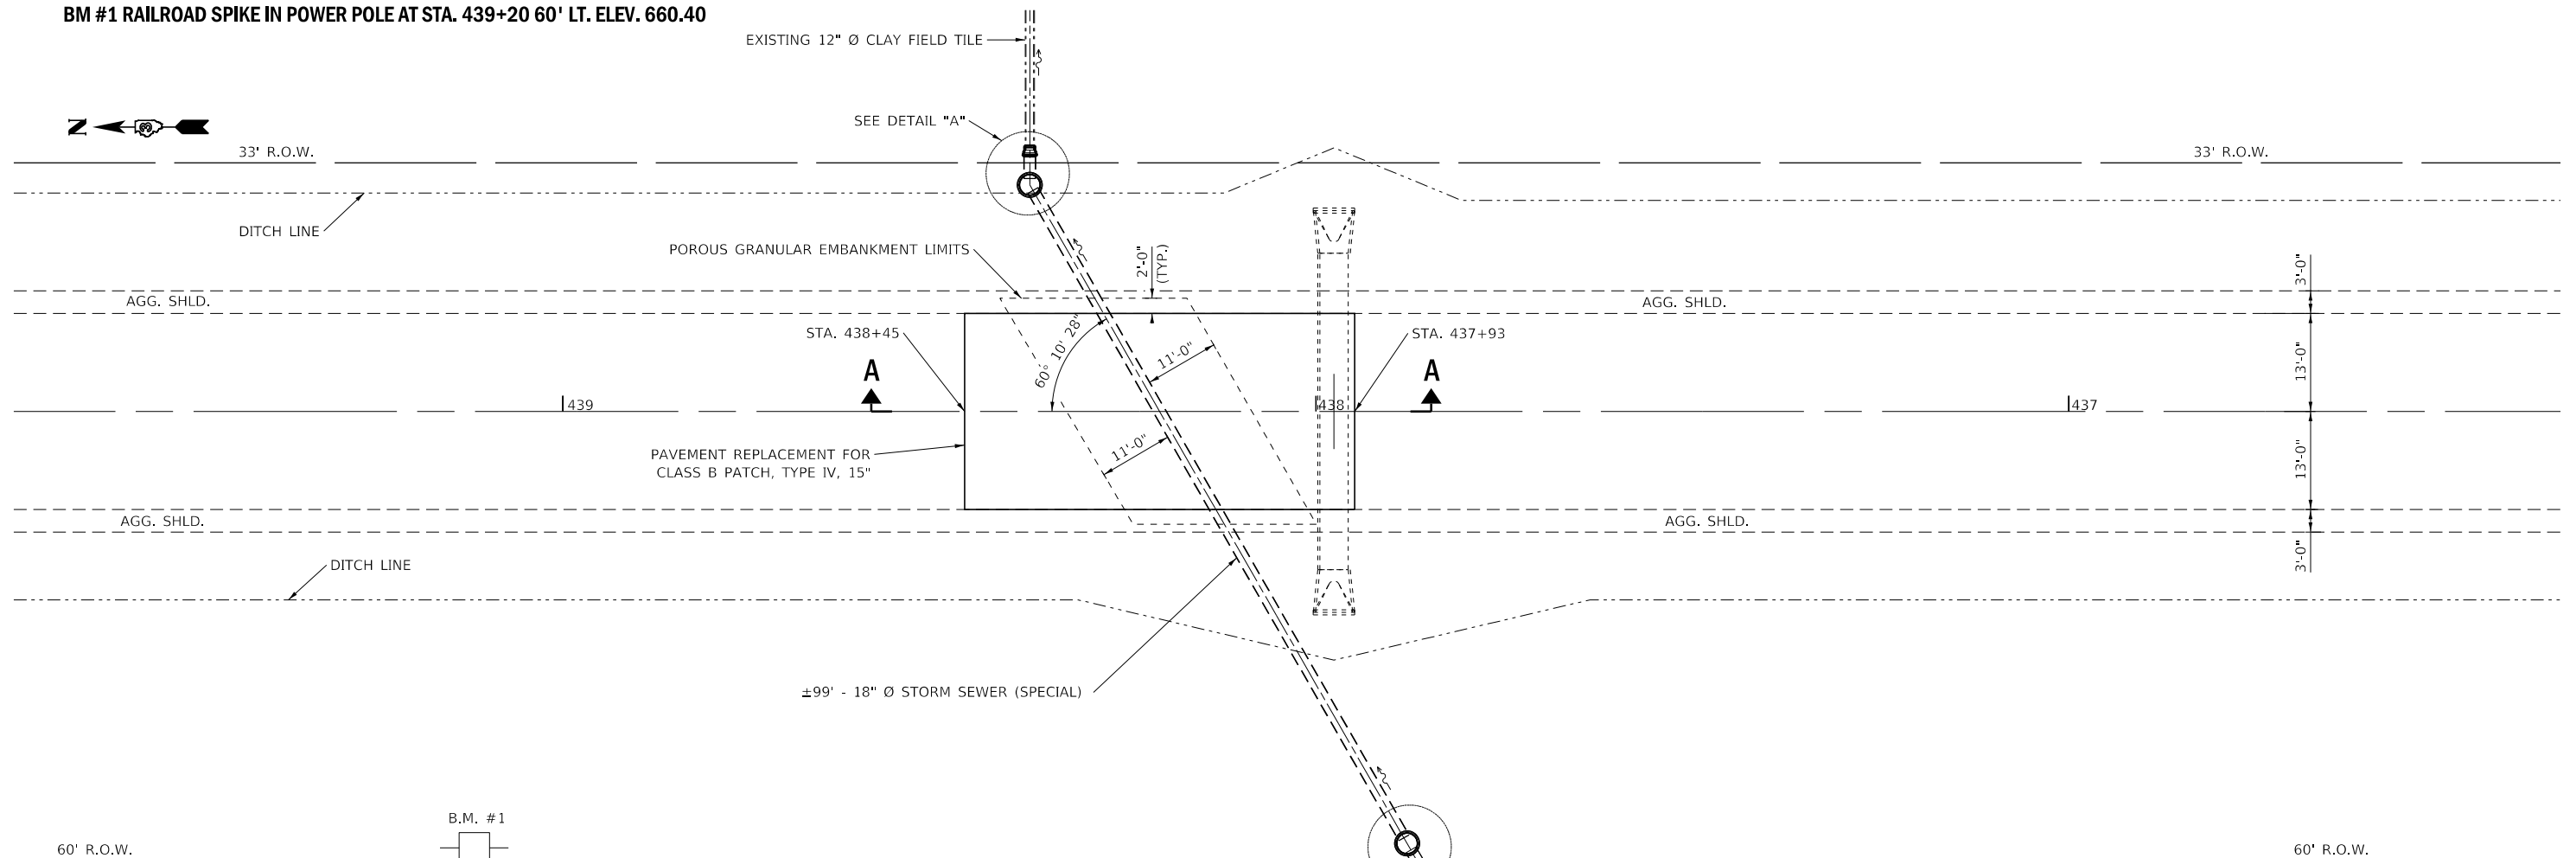 BM #1 RAILROAD SPIKE IN POWER POLE AT STA. 439+20 60' LT. ELEV. 660.40
EXISTING 12" Ø CLAY FIELD TILE
SEE DETAIL "A"
N
3
33' R.O.W.
33' R.O.W.
DITCH LINE
POROUS GRANULAR EMBANKMENT LIMITS
2'-0"
(TYP.)
3'-0"
AGG. SHLD.
AGG. SHLD.
STA. 438+45
60° 10' 28"
11'-0"
STA. 437+93
13'-0"
A
A
439
438
437
11'-0"
13'-0"
PAVEMENT REPLACEMENT FOR
CLASS B PATCH, TYPE IV, 15"
AGG. SHLD.
AGG. SHLD.
3'-0"
DITCH LINE
±99' - 18" Ø STORM SEWER (SPECIAL)
B.M. #1
60' R.O.W.
60' R.O.W.